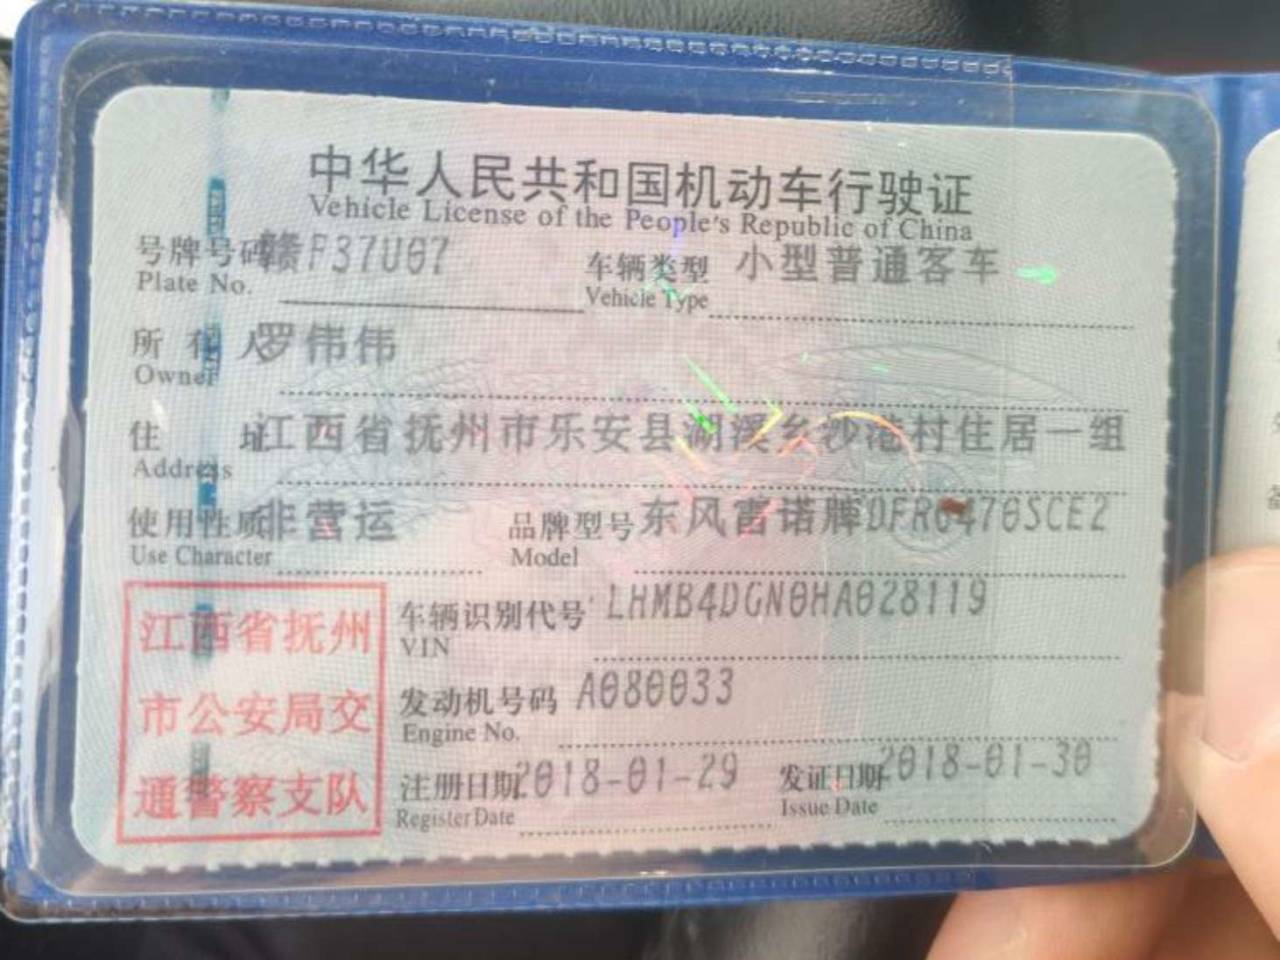 中华人民共和国机动车行驶证
Vehicle License of the People's Republic of China
号牌号码 赣F37U07 车辆类型 小型普通客车
Plate No. Vehicle Type
所有人 罗伟伟
Owner
住址 江西省抚州市乐安县湖溪乡沙港村住居一组
Address
使用性质 非营运 品牌型号 东风雷诺牌DFR6476SCE2
Use Character Model
江西省抚州
市公安局交
通警察支队
车辆识别代号 LHMB4DGN0HA028119
VIN
发动机号码 A080033
Engine No.
注册日期 2018-01-29 发证日期 2018-01-30
Register Date Issue Date